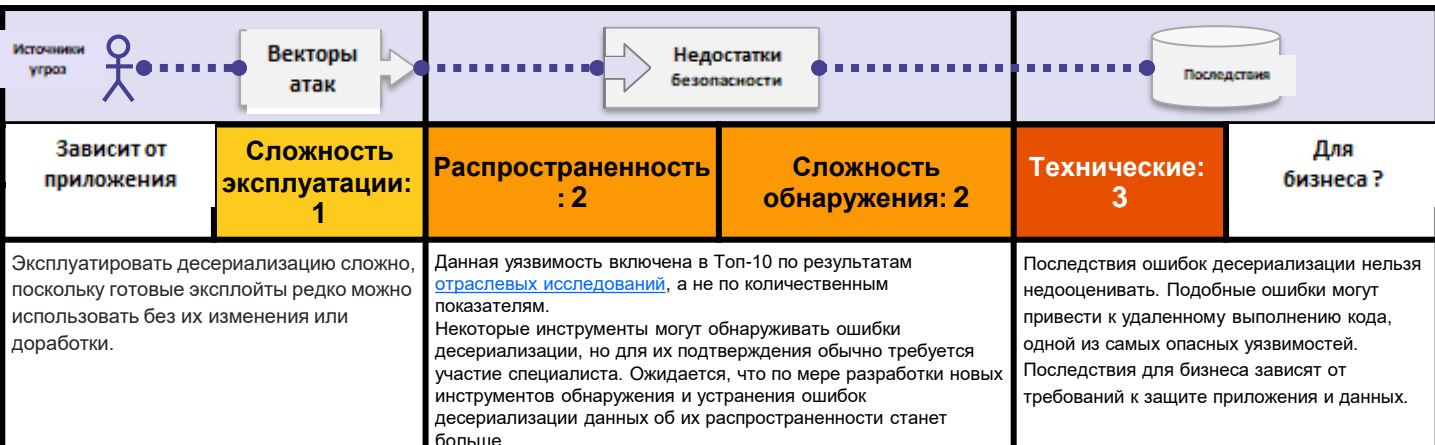 Источники
угроз
Векторы
атак
Недостатки
безопасности
Последствия
Зависит от
приложения
Сложность
эксплуатации:
1
Распространенность
: 2
Сложность
обнаружения: 2
Технические:
3
Для
бизнеса ?
Эксплуатировать десериализацию сложно,
поскольку готовые эксплойты редко можно
использовать без их изменения или
доработки.
Данная уязвимость включена в Топ-10 по результатам
отраслевых исследований, а не по количественным
показателям.
Некоторые инструменты могут обнаруживать ошибки
десериализации, но для их подтверждения обычно требуется
участие специалиста. Ожидается, что по мере разработки новых
инструментов обнаружения и устранения ошибок
десериализации данных об их распространенности станет
больше.
Последствия ошибок десериализации нельзя
недооценивать. Подобные ошибки могут
привести к удаленному выполнению кода,
одной из самых опасных уязвимостей.
Последствия для бизнеса зависят от
требований к защите приложения и данных.